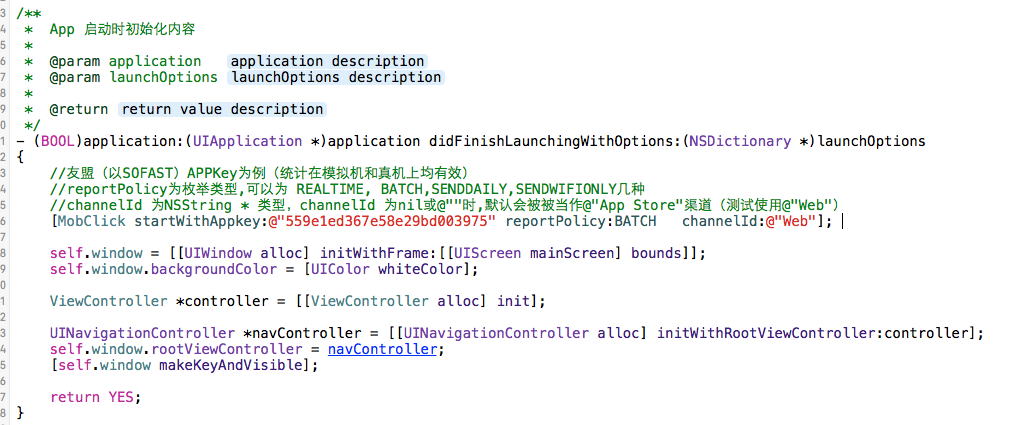 3 /**
4  *  App 启动时初始化内容
5  *
6  *  @param application   application description
7  *  @param launchOptions launchOptions description
8  *
9  *  @return return value description
0  */
1 - (BOOL)application:(UIApplication *)application didFinishLaunchingWithOptions:(NSDictionary *)launchOptions
2 {
3     //友盟（以SOFAST）APPKey为例（统计在模拟机和真机上均有效）
4     //reportPolicy为枚举类型,可以为 REALTIME, BATCH,SENDDAILY,SENDWIFIONLY几种
5     //channelId 为NSString * 类型，channelId 为nil或@""时,默认会被被当作@"App Store"渠道（测试使用@"Web"）
6     [MobClick startWithAppkey:@"559e1ed367e58e29bd003975" reportPolicy:BATCH   channelId:@"Web"];
7
8     self.window = [[UIWindow alloc] initWithFrame:[[UIScreen mainScreen] bounds]];
9     self.window.backgroundColor = [UIColor whiteColor];
0
1     ViewController *controller = [[ViewController alloc] init];
2
3     UINavigationController *navController = [[UINavigationController alloc] initWithRootViewController:controller];
4     self.window.rootViewController = navController;
5     [self.window makeKeyAndVisible];
6
7     return YES;
8 }